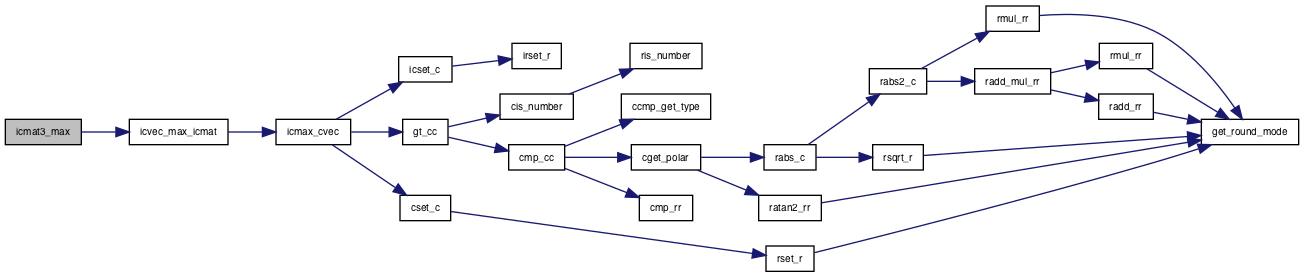 icmat3_max
icvec_max_icmat
icmax_cvec
icset_c
irset_r
gt_cc
cis_number
ris_number
cmp_cc
ccmp_get_type
cget_polar
cmp_rr
rabs_c
rabs2_c
rmul_rr
radd_mul_rr
rmul_rr
radd_rr
rsqrt_r
ratan2_rr
get_round_mode
cset_c
rset_r